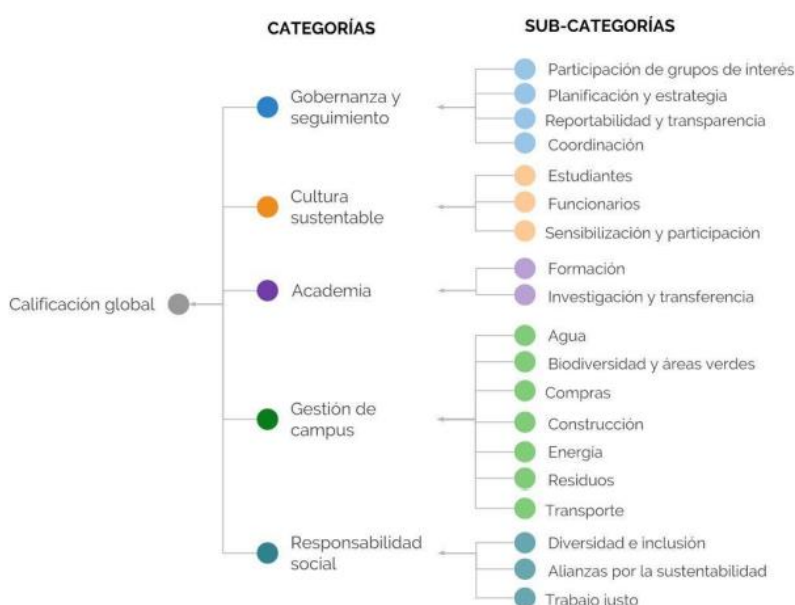 CATEGORÍAS
SUB-CATEGORÍAS
Calificación global
Gobernanza y
seguimiento
Participación de grupos de interés
Planificación y estrategia
Reportabilidad y transparencia
Coordinación
Cultura
sustentable
Estudiantes
Funcionarios
Sensibilización y participación
Academia
Formación
Investigación y transferencia
Gestión de
campus
Agua
Biodiversidad y áreas verdes
Compras
Construcción
Energía
Residuos
Transporte
Responsabilidad
social
Diversidad e inclusión
Alianzas por la sustentabilidad
Trabajo justo